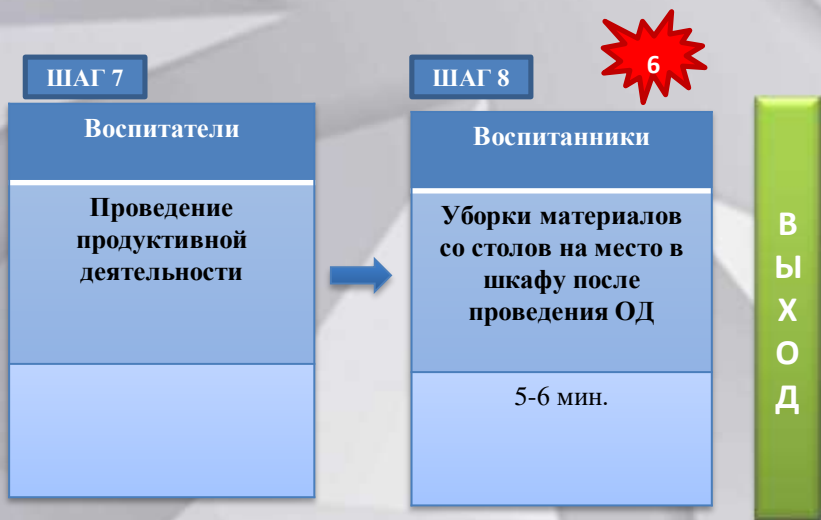 ШАГ 7
Воспитатели
Проведение
продуктивной
деятельности
ШАГ 8
6
Воспитанники
Уборки материалов
со столов на место в
шкафу после
проведения ОД
5-6 мин.
ВЫХОД